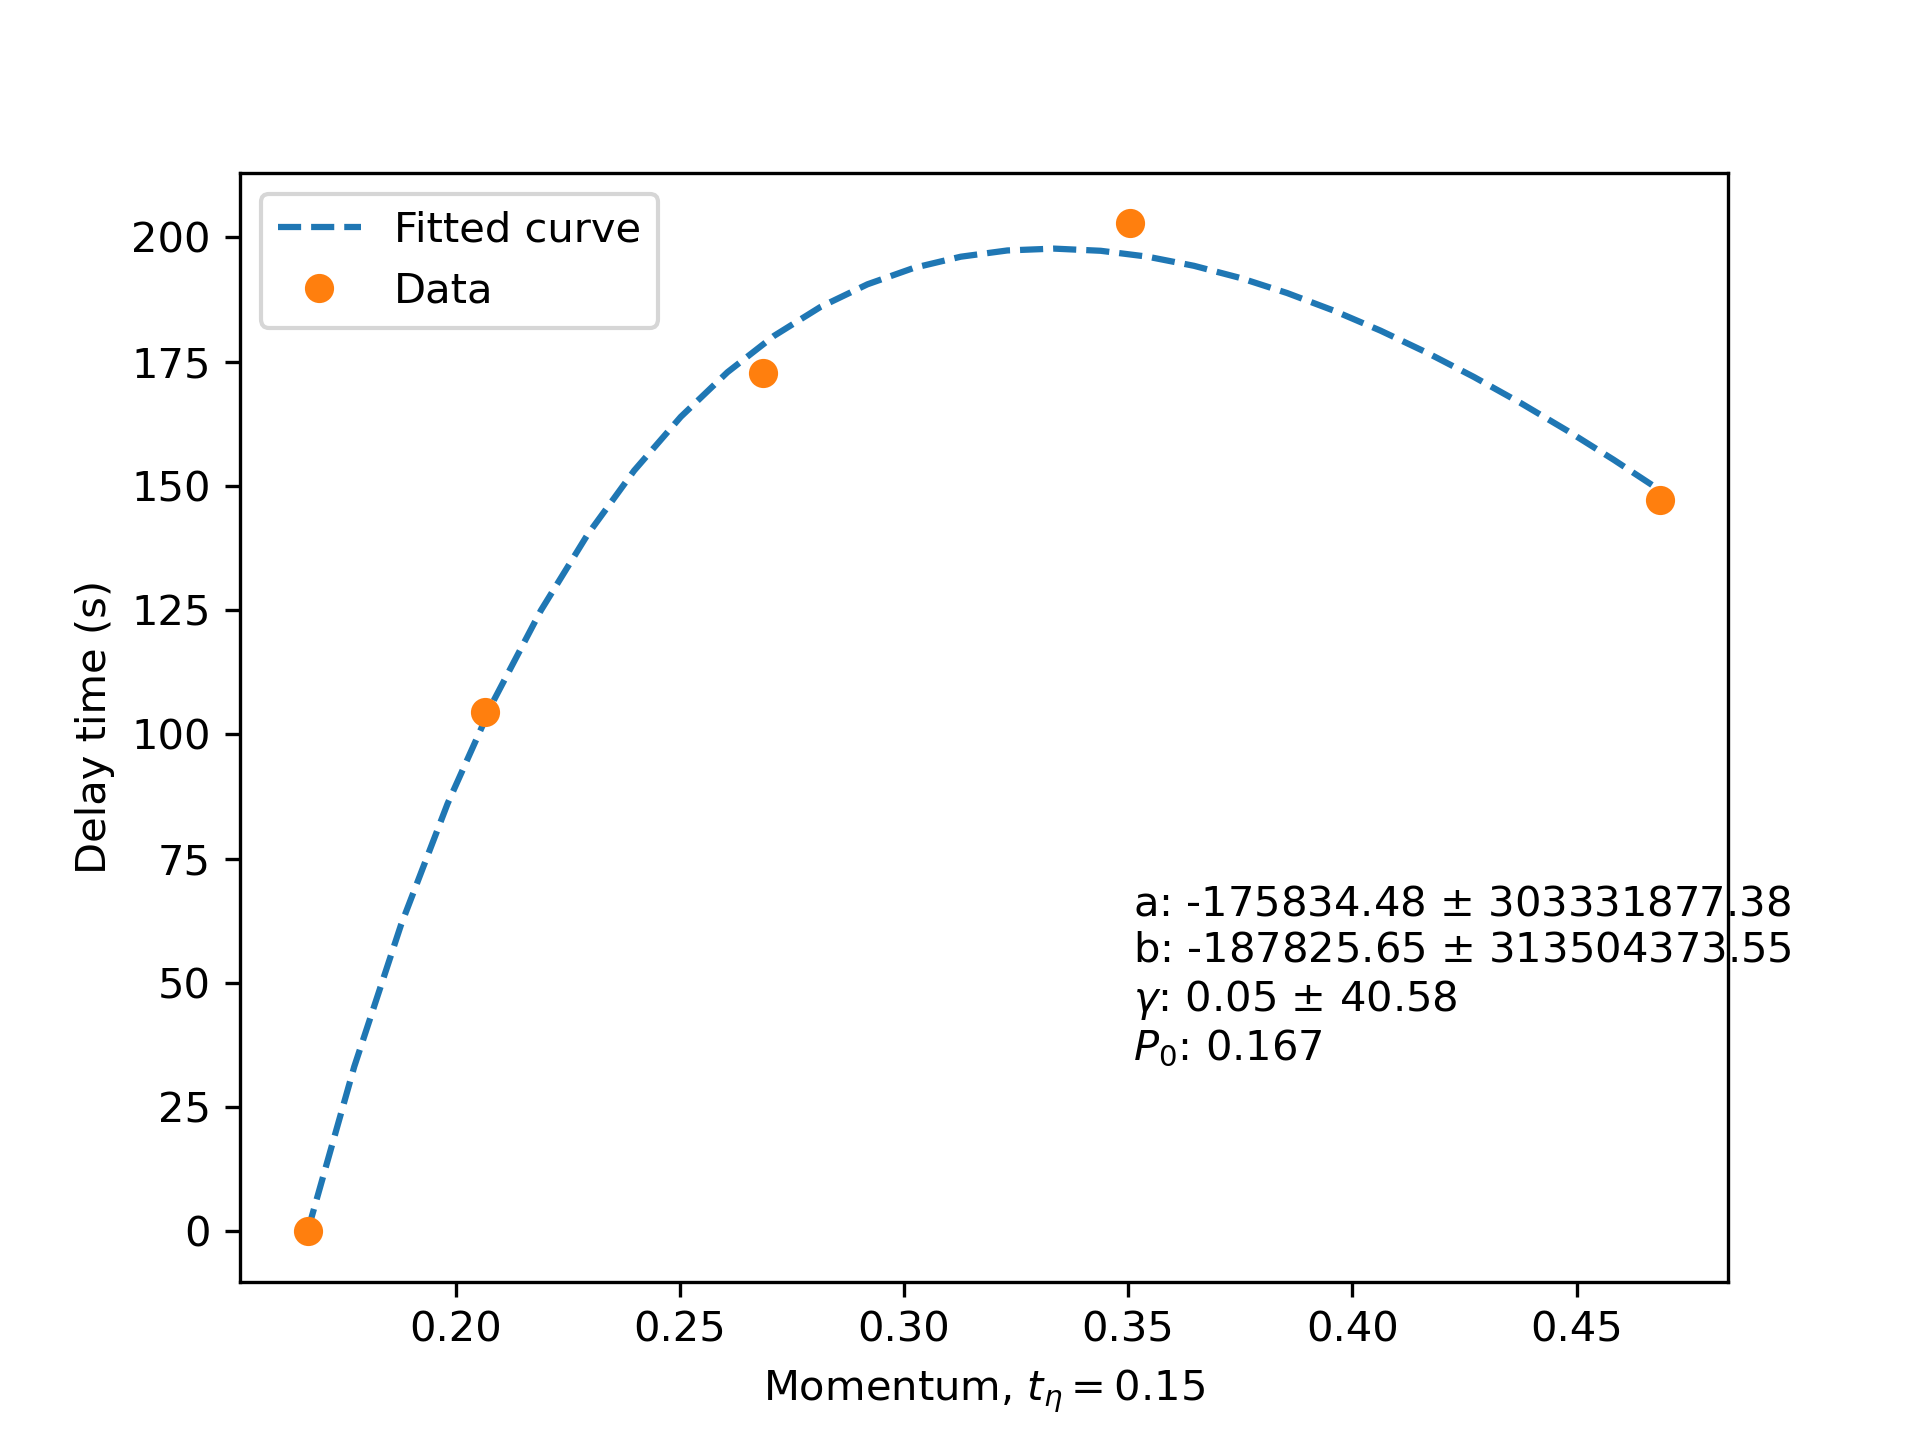 Fitted curve
Data
200
175
150
125
100
75
50
25
0
Delay time (s)
a: -175834.48 ± 303331877.38
b: -187825.65 ± 313504373.55
γ: 0.05 ± 40.58
P₀: 0.167
0.20 0.25 0.30 0.35 0.40 0.45
Momentum, t_η = 0.15